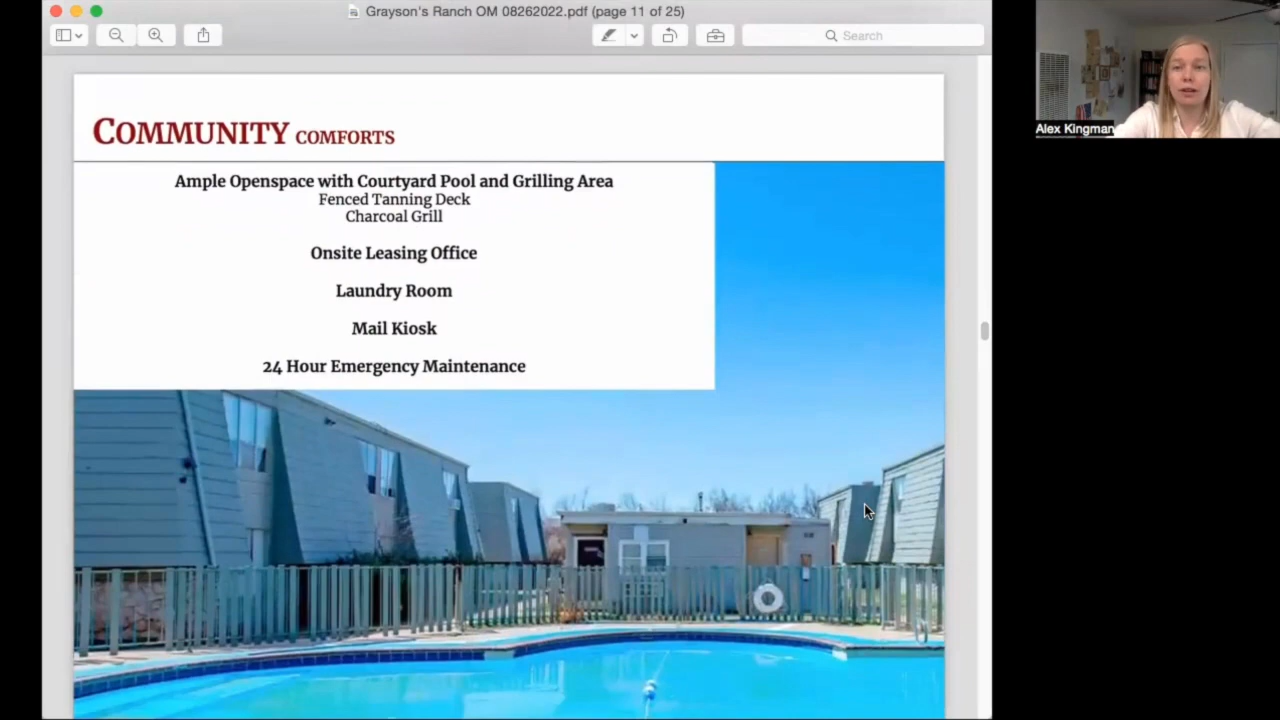 Grayson's Ranch OM 08262022.pdf (page 11 of 25)
Search
Alex Kingman
COMMUNITY COMFORTS
Ample Openspace with Courtyard Pool and Grilling Area
Fenced Tanning Deck
Charcoal Grill
Onsite Leasing Office
Laundry Room
Mail Kiosk
24 Hour Emergency Maintenance